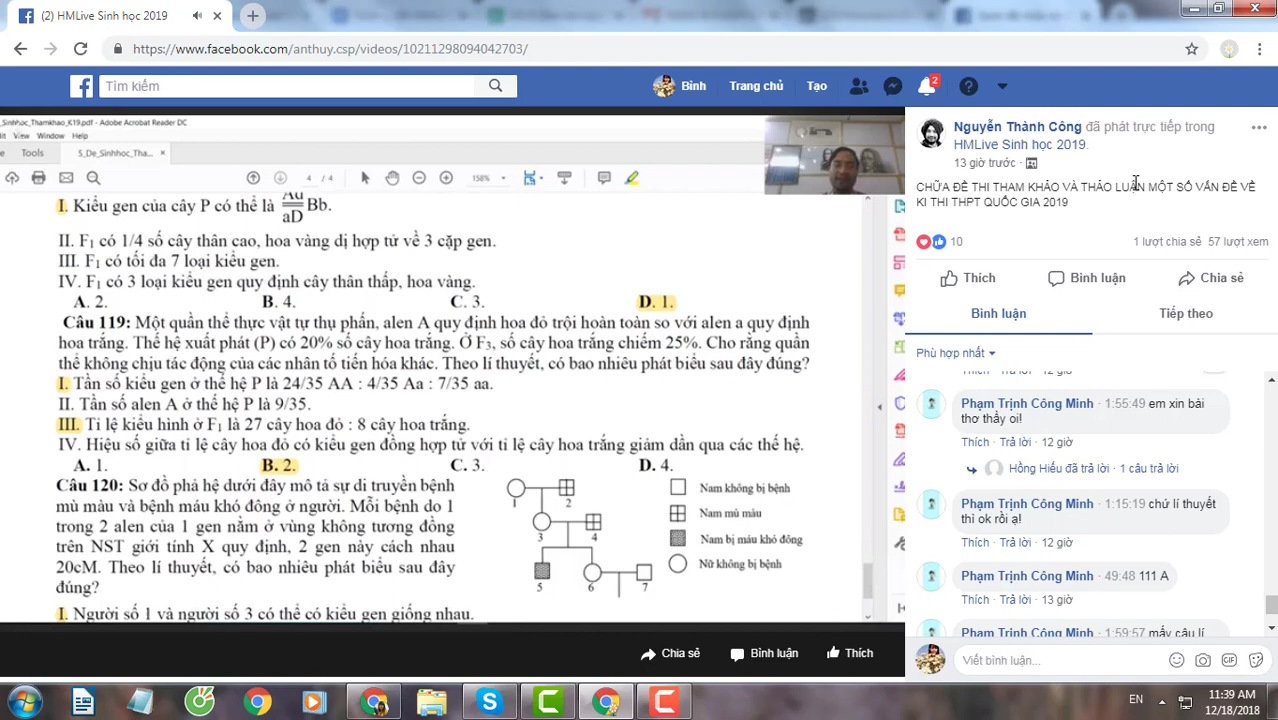 (2) HMLive Sinh học 2019
https://www.facebook.com/anthuy.csp/videos/10211298094042703/
Tìm kiếm
Bình
Trang chủ
Tạo
2
_Sinhhoc_Thamkhao_K19.pdf - Adobe Acrobat Reader DC
View Window Help
Tools
5_De_Sinhhoc_Tha...
4 / 4
158%
I. Kiểu gen của cây P có thể là Ad/aD Bb.
II. F1 có 1/4 số cây thân cao, hoa vàng dị hợp tử về 3 cặp gen.
III. F1 có tối đa 7 loại kiểu gen.
IV. F1 có 3 loại kiểu gen quy định cây thân thấp, hoa vàng.
A. 2. B. 4. C. 3. D. 1.
Câu 119: Một quần thể thực vật tự thụ phấn, alen A quy định hoa đỏ trội hoàn toàn so với alen a quy định
hoa trắng. Thế hệ xuất phát (P) có 20% số cây hoa trắng. Ở F3, số cây hoa trắng chiếm 25%. Cho rằng quần
thể không chịu tác động của các nhân tố tiến hóa khác. Theo lí thuyết, có bao nhiêu phát biểu sau đây đúng?
I. Tần số kiểu gen ở thế hệ P là 24/35 AA : 4/35 Aa : 7/35 aa.
II. Tần số alen A ở thế hệ P là 9/35.
III. Tỉ lệ kiểu hình ở F1 là 27 cây hoa đỏ : 8 cây hoa trắng.
IV. Hiệu số giữa tỉ lệ cây hoa đỏ có kiểu gen đồng hợp tử với tỉ lệ cây hoa trắng giảm dần qua các thế hệ.
A. 1. B. 2. C. 3. D. 4.
Câu 120: Sơ đồ phả hệ dưới đây mô tả sự di truyền bệnh
mù màu và bệnh máu khó đông ở người. Mỗi bệnh do 1
trong 2 alen của 1 gen nằm ở vùng không tương đồng
trên NST giới tính X quy định, 2 gen này cách nhau
20cM. Theo lí thuyết, có bao nhiêu phát biểu sau đây
đúng?
I. Người số 1 và người số 3 có thể có kiểu gen giống nhau.
1
2
3
4
5
6
7
Nam không bị bệnh
Nam mù màu
Nam bị máu khó đông
Nữ không bị bệnh
Chia sẻ
Bình luận
Thích
Nguyễn Thành Công đã phát trực tiếp trong
HMLive Sinh học 2019.
13 giờ trước ·
CHỮA ĐỀ THI THAM KHẢO VÀ THẢO LUẬN MỘT SỐ VẤN ĐỀ VỀ
KÌ THI THPT QUỐC GIA 2019
10
1 lượt chia sẻ 57 lượt xem
Thích
Bình luận
Chia sẻ
Bình luận
Tiếp theo
Phù hợp nhất
Thích · Trả lời · 12 giờ
Phạm Trịnh Công Minh · 1:55:49 em xin bài
thơ thầy ơi!
Thích · Trả lời · 12 giờ
Hồng Hiếu đã trả lời · 1 câu trả lời
Phạm Trịnh Công Minh · 1:15:19 chứ lí thuyết
thì ok rồi ạ!
Thích · Trả lời · 12 giờ
Phạm Trịnh Công Minh · 49:48 111 A
Thích · Trả lời · 13 giờ
Phạm Trịnh Công Minh · 1:59:57 mấy câu lí
Viết bình luận...
GIF
EN
11:39 AM
12/18/2018